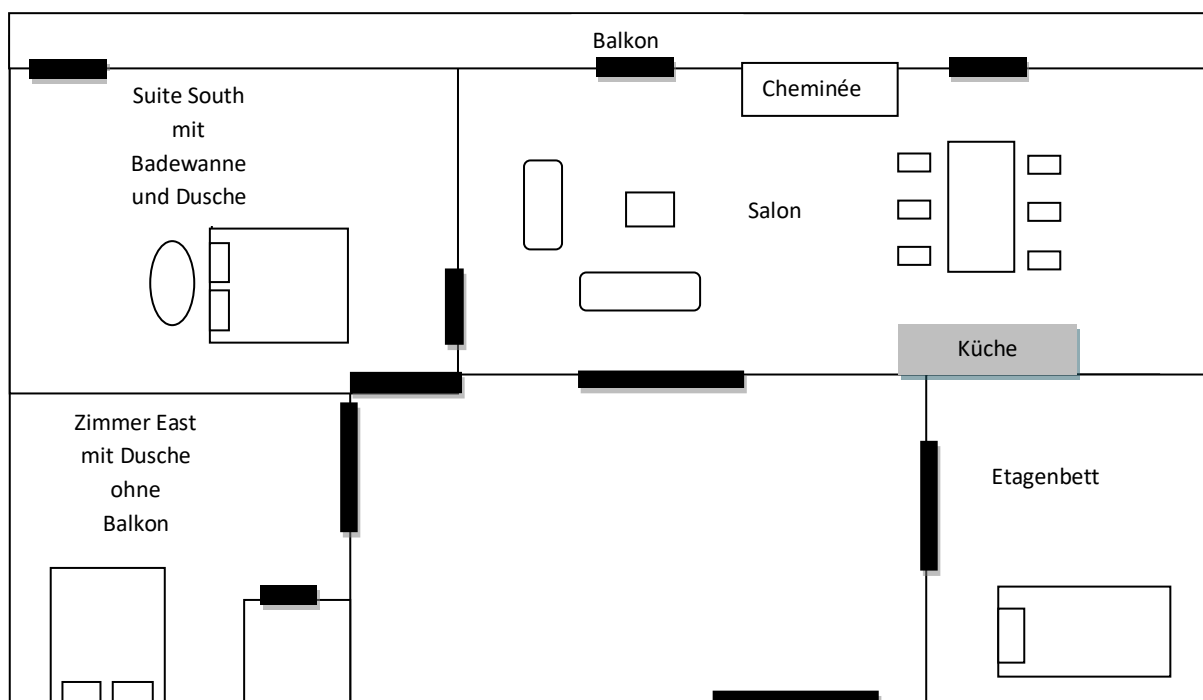 Balkon
Suite South
mit
Badewanne
und Dusche
Cheminée
Salon
Küche
Zimmer East
mit Dusche
ohne
Balkon
Etagenbett